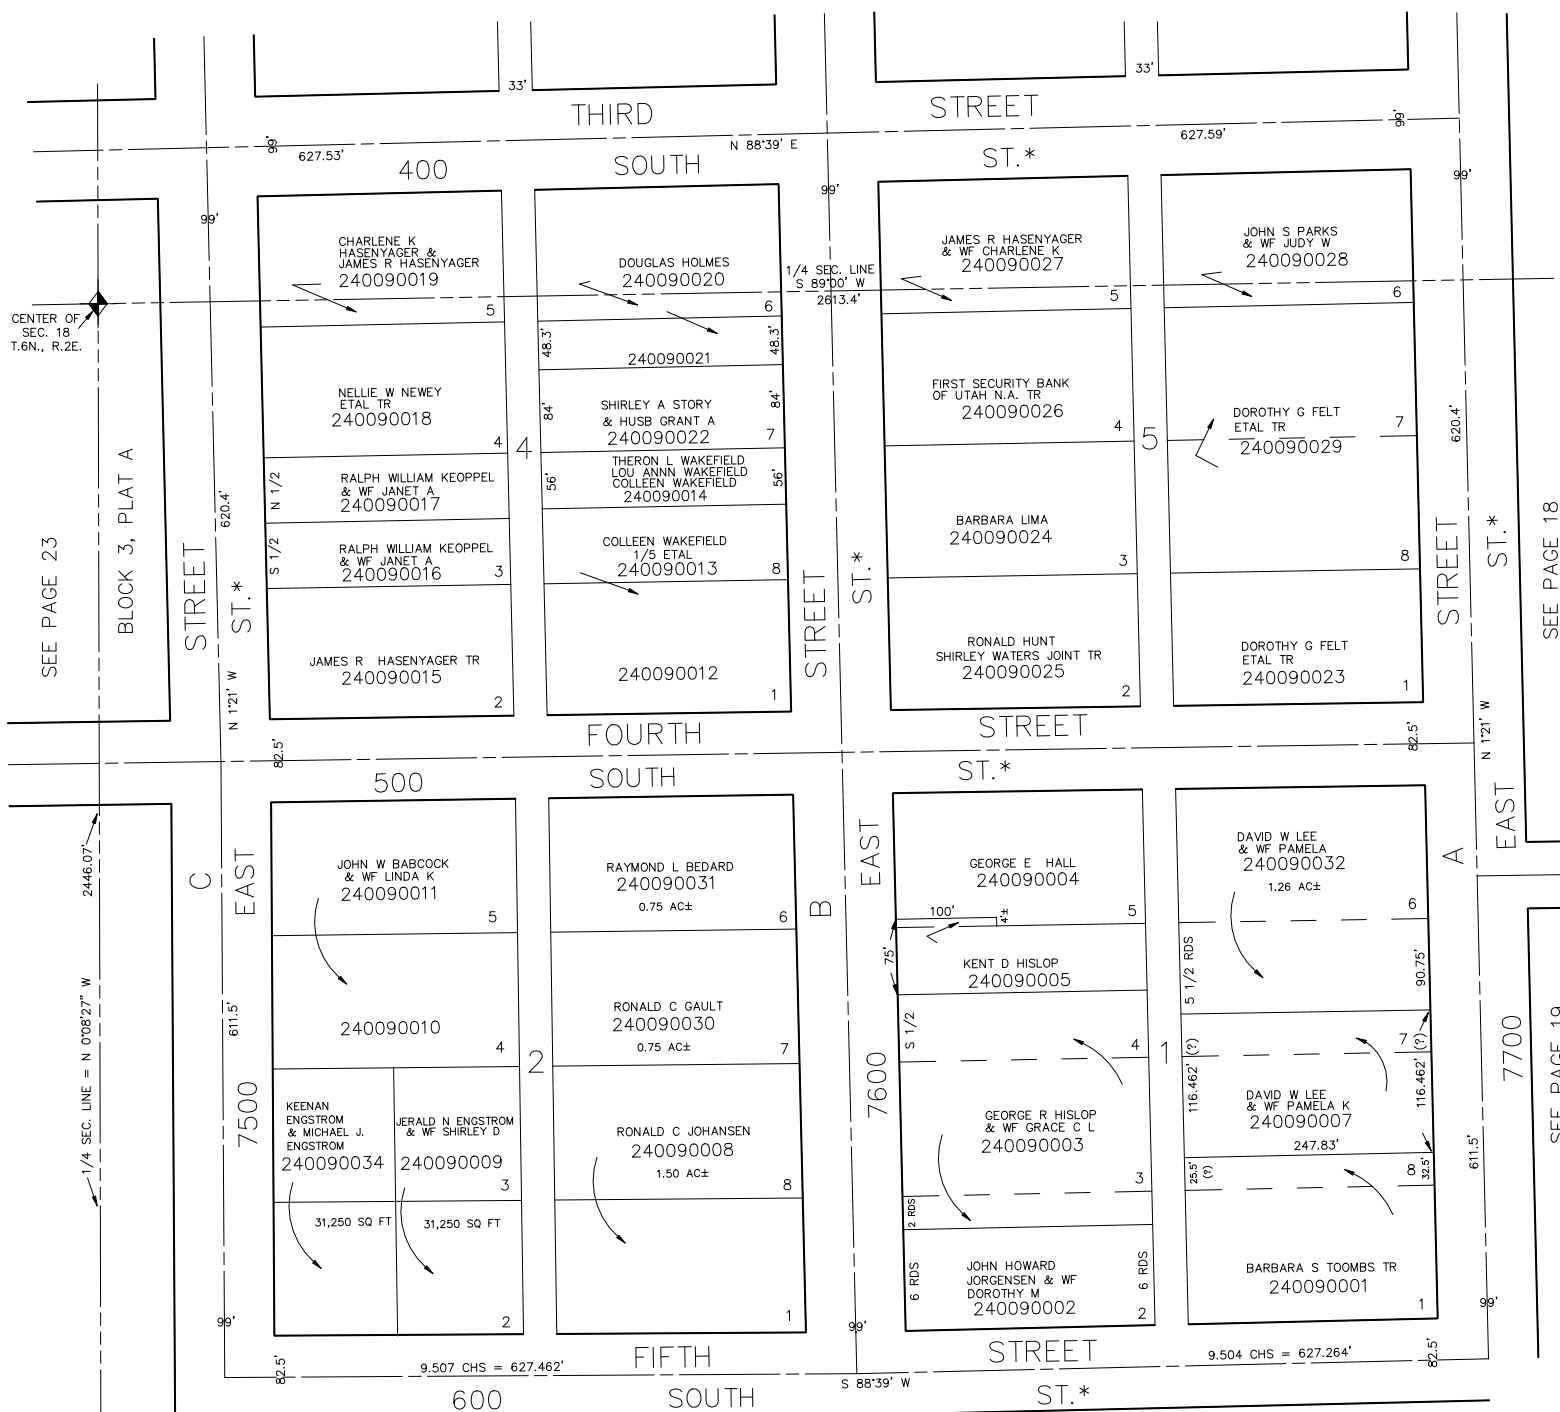 33'
33'
THIRD STREET
99'
627.53'
N 88°39' E
627.59'
99'
400 SOUTH ST.*
99'
99'
99'
CHARLENE K
HASENYAGER &
JAMES R HASENYAGER
240090019
5
DOUGLAS HOLMES
240090020
6
1/4 SEC. LINE
S 89°00' W
2613.4'
JAMES R HASENYAGER
& WF CHARLENE K
240090027
5
JOHN S PARKS
& WF JUDY W
240090028
6
CENTER OF
SEC. 18
T.6N., R.2E.
48.3'
240090021
48.3'
NELLIE W NEWEY
ETAL TR
240090018
4
4
84'
SHIRLEY A STORY
& HUSB GRANT A
240090022
84'
7
FIRST SECURITY BANK
OF UTAH N.A. TR
240090026
4
5
DOROTHY G FELT
ETAL TR
240090029
7
620.4'
N 1/2
RALPH WILLIAM KEOPPEL
& WF JANET A
240090017
56'
THERON L WAKEFIELD
LOU ANNN WAKEFIELD
COLLEEN WAKEFIELD
240090014
56'
620.4'
S 1/2
RALPH WILLIAM KEOPPEL
& WF JANET A
240090016
3
COLLEEN WAKEFIELD
1/5 ETAL
240090013
8
BARBARA LIMA
240090024
3
8
SEE PAGE 23
BLOCK 3, PLAT A
STREET
ST.*
STREET
ST.*
STREET
ST.*
SEE PAGE 18
JAMES R HASENYAGER TR
240090015
2
240090012
1
RONALD HUNT
SHIRLEY WATERS JOINT TR
240090025
2
DOROTHY G FELT
ETAL TR
240090023
1
N 1°21' W
N 1°21' W
FOURTH STREET
82.5'
82.5'
500 SOUTH ST.*
2446.07'
C
EAST
JOHN W BABCOCK
& WF LINDA K
240090011
5
RAYMOND L BEDARD
240090031
0.75 AC±
6
B
EAST
GEORGE E HALL
240090004
5
100'
4'±
DAVID W LEE
& WF PAMELA
240090032
1.26 AC±
6
A
EAST
75'
KENT D HISLOP
240090005
5 1/2 RDS
90.75'
1/4 SEC. LINE = N 0°08'27" W
611.5'
240090010
4
2
RONALD C GAULT
240090030
0.75 AC±
7
S 1/2
4
1
7
7500
7600
7700
SEE PAGE 19
KEENAN
ENGSTROM
& MICHAEL J.
ENGSTROM
240090034
JERALD N ENGSTROM
& WF SHIRLEY D
240090009
3
RONALD C JOHANSEN
240090008
1.50 AC±
8
GEORGE R HISLOP
& WF GRACE C L
240090003
3
116.462' (?)
DAVID W LEE
& WF PAMELA K
240090007
116.462' (?)
247.83'
611.5'
25.5'
(?)
8
32.5'
31,250 SQ FT
31,250 SQ FT
2
1
2 RDS
6 RDS
JOHN HOWARD
JORGENSEN & WF
DOROTHY M
240090002
6 RDS
2
BARBARA S TOOMBS TR
240090001
1
99'
99'
99'
FIFTH STREET
82.5'
9.507 CHS = 627.462'
S 88°39' W
9.504 CHS = 627.264'
82.5'
600 SOUTH ST.*